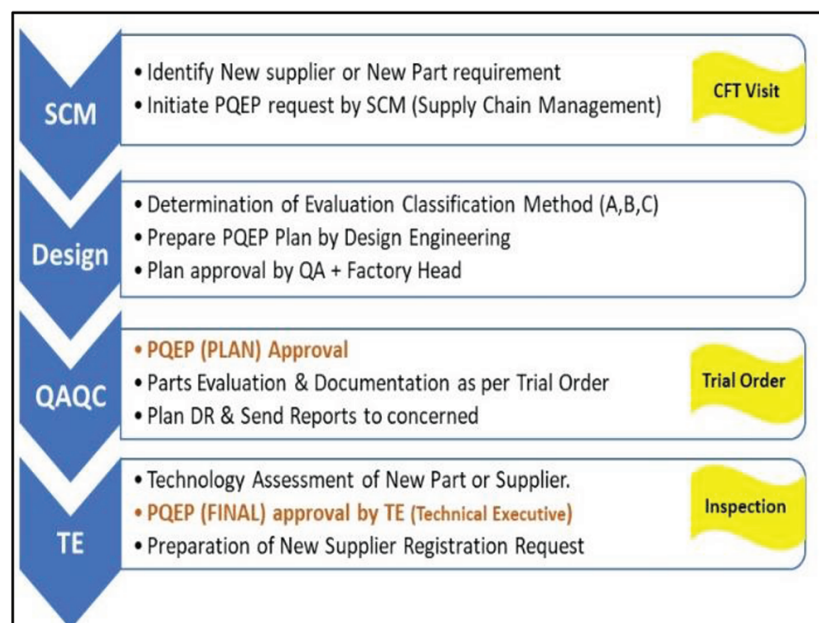 SCM
• Identify New supplier or New Part requirement
• Initiate PQEP request by SCM (Supply Chain Management)
CFT Visit
Design
• Determination of Evaluation Classification Method (A,B,C)
• Prepare PQEP Plan by Design Engineering
• Plan approval by QA + Factory Head
QAQC
• PQEP (PLAN) Approval
• Parts Evaluation & Documentation as per Trial Order
• Plan DR & Send Reports to concerned
Trial Order
TE
• Technology Assessment of New Part or Supplier.
• PQEP (FINAL) approval by TE (Technical Executive)
• Preparation of New Supplier Registration Request
Inspection